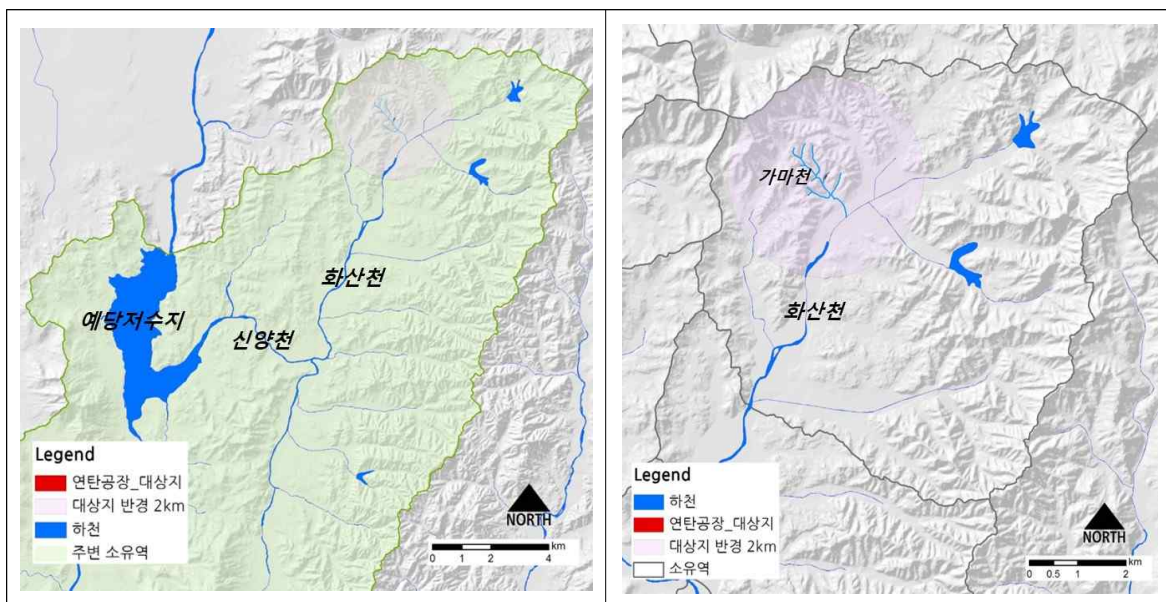 화산천
예당저수지
신양천
Legend
연탄공장_대상지
대상지 반경 2km
하천
주변 소유역
NORTH
km
0 1 2 4
가마천
화산천
Legend
하천
연탄공장_대상지
대상지 반경 2km
소유역
NORTH
km
0 0.5 1 2